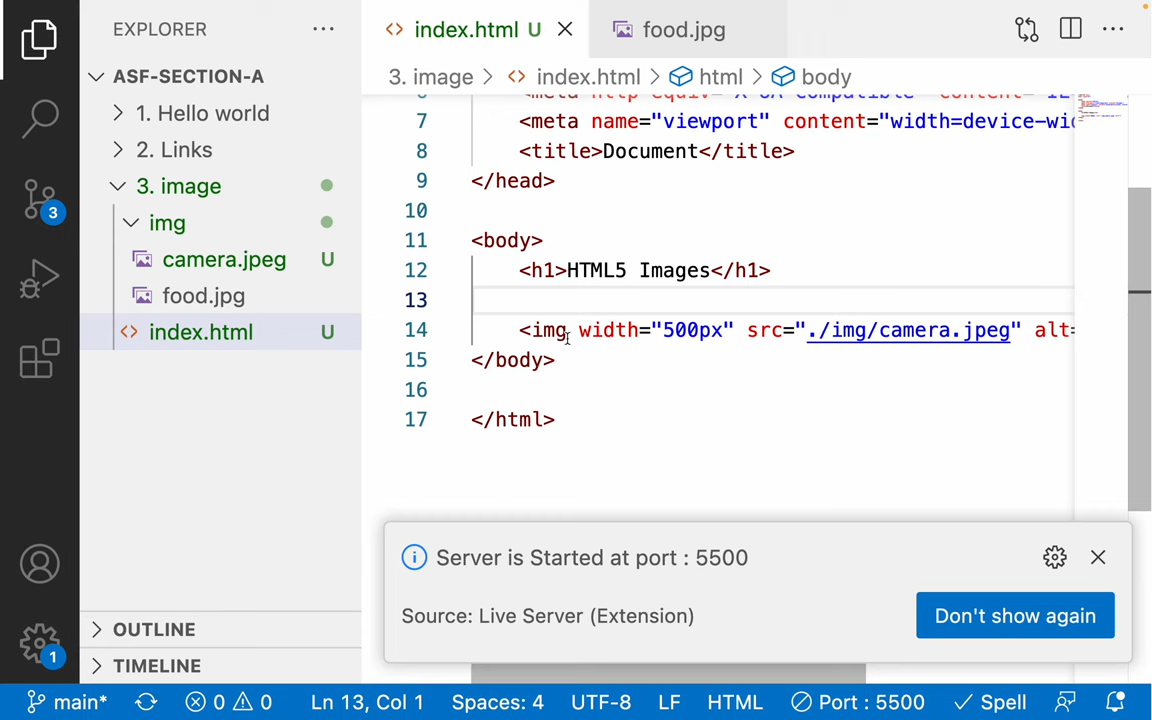 EXPLORER
ASF-SECTION-A
1. Hello world
2. Links
3. image
img
camera.jpeg U
food.jpg
index.html U
OUTLINE
TIMELINE
index.html U
food.jpg
3. image > index.html > html > body
7 <meta name="viewport" content="width=device-wi
8 <title>Document</title>
9 </head>
10
11 <body>
12 <h1>HTML5 Images</h1>
13
14 <img width="500px" src="./img/camera.jpeg" alt=
15 </body>
16
17 </html>
Server is Started at port : 5500
Source: Live Server (Extension)
Don't show again
3
1
main* 0 0 Ln 13, Col 1 Spaces: 4 UTF-8 LF HTML Port : 5500 Spell